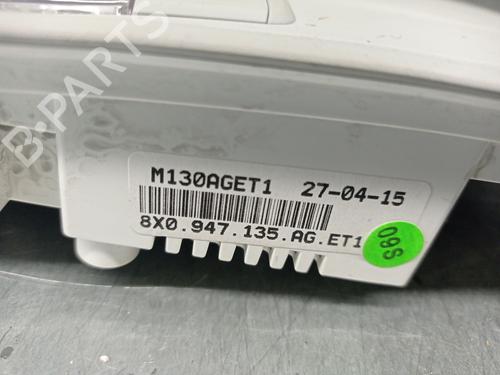 B-PARTS
M130AGET1 27-04-15
8X0.947.135.AG.ET1
S60